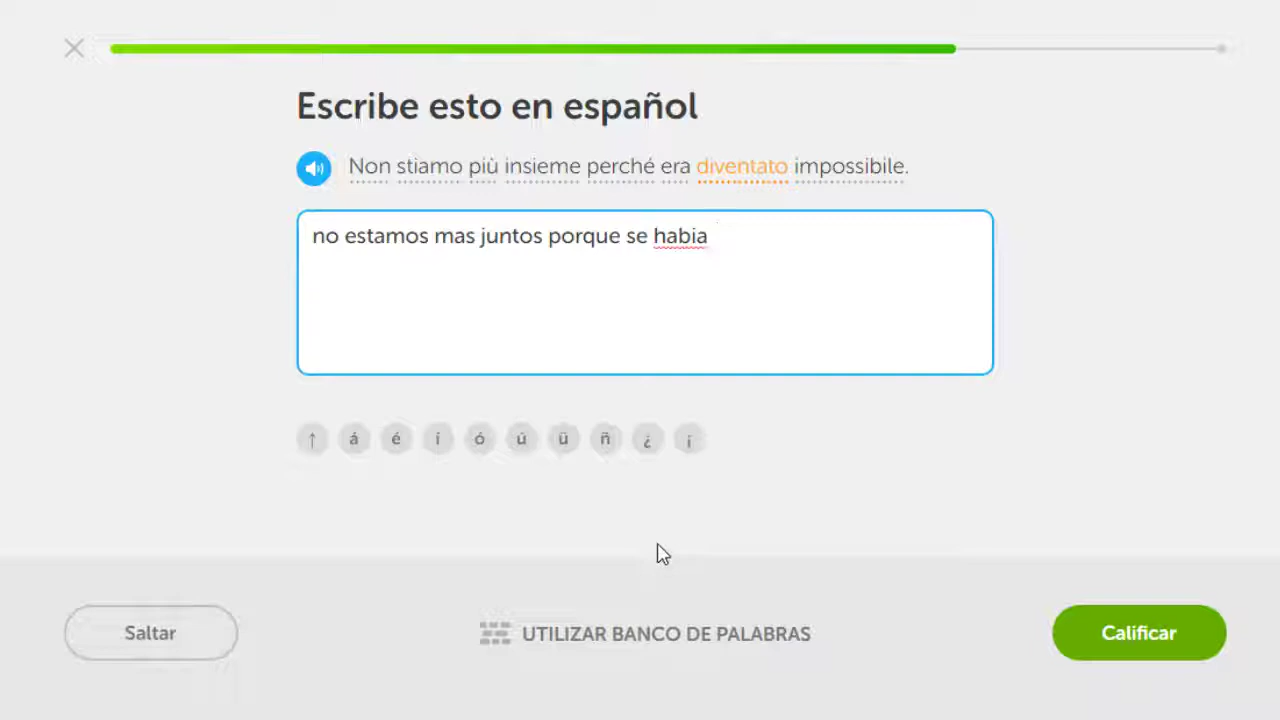 Escribe esto en español
Non stiamo più insieme perché era diventato impossibile.
no estamos mas juntos porque se habia
↑ á é í ó ú ü ñ ¿ ¡
Saltar
UTILIZAR BANCO DE PALABRAS
Calificar